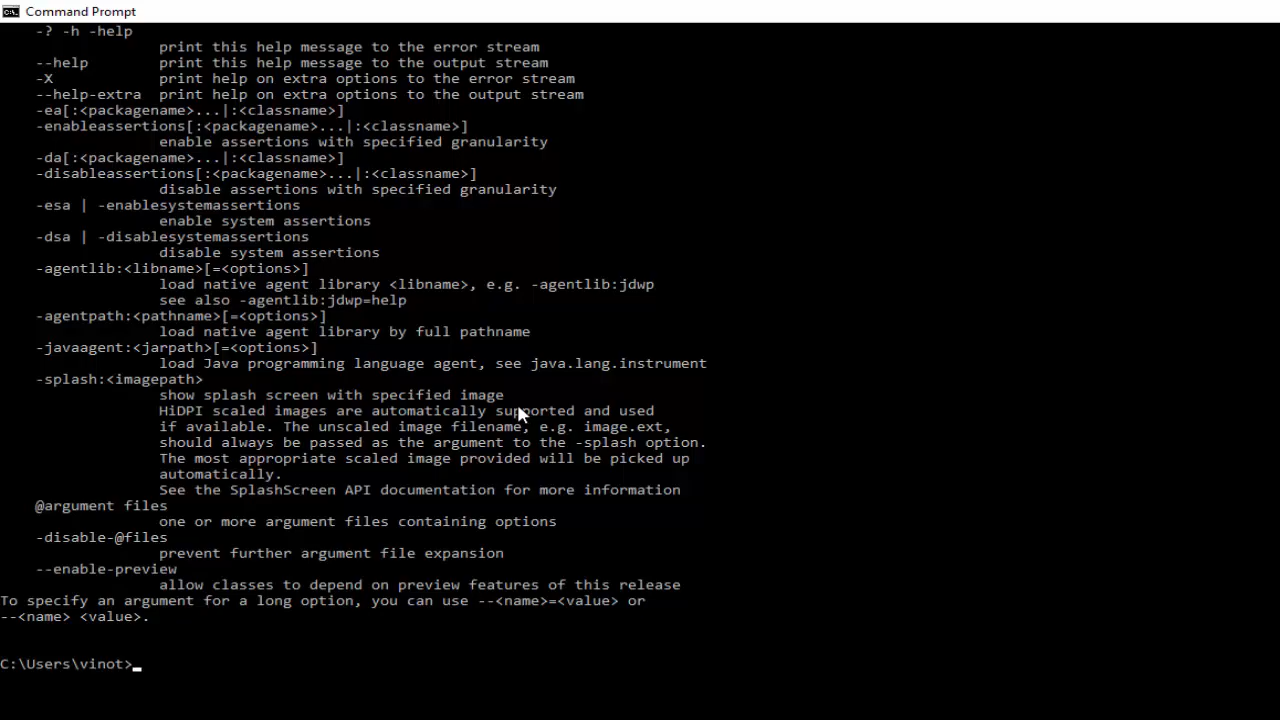 Command Prompt
-? -h -help
print this help message to the error stream
--help print this help message to the output stream
-X print help on extra options to the error stream
--help-extra print help on extra options to the output stream
-ea[:<packagename>...|:<classname>]
-enableassertions[:<packagename>...|:<classname>]
enable assertions with specified granularity
-da[:<packagename>...|:<classname>]
-disableassertions[:<packagename>...|:<classname>]
disable assertions with specified granularity
-esa | -enablesystemassertions
enable system assertions
-dsa | -disablesystemassertions
disable system assertions
-agentlib:<libname>[=<options>]
load native agent library <libname>, e.g. -agentlib:jdwp
see also -agentlib:jdwp=help
-agentpath:<pathname>[=<options>]
load native agent library by full pathname
-javaagent:<jarpath>[=<options>]
load Java programming language agent, see java.lang.instrument
-splash:<imagepath>
show splash screen with specified image
HiDPI scaled images are automatically supported and used
if available. The unscaled image filename, e.g. image.ext,
should always be passed as the argument to the -splash option.
The most appropriate scaled image provided will be picked up
automatically.
See the SplashScreen API documentation for more information
@argument files
one or more argument files containing options
-disable-@files
prevent further argument file expansion
--enable-preview
allow classes to depend on preview features of this release
To specify an argument for a long option, you can use --<name>=<value> or
--<name> <value>.
C:\Users\vinot>